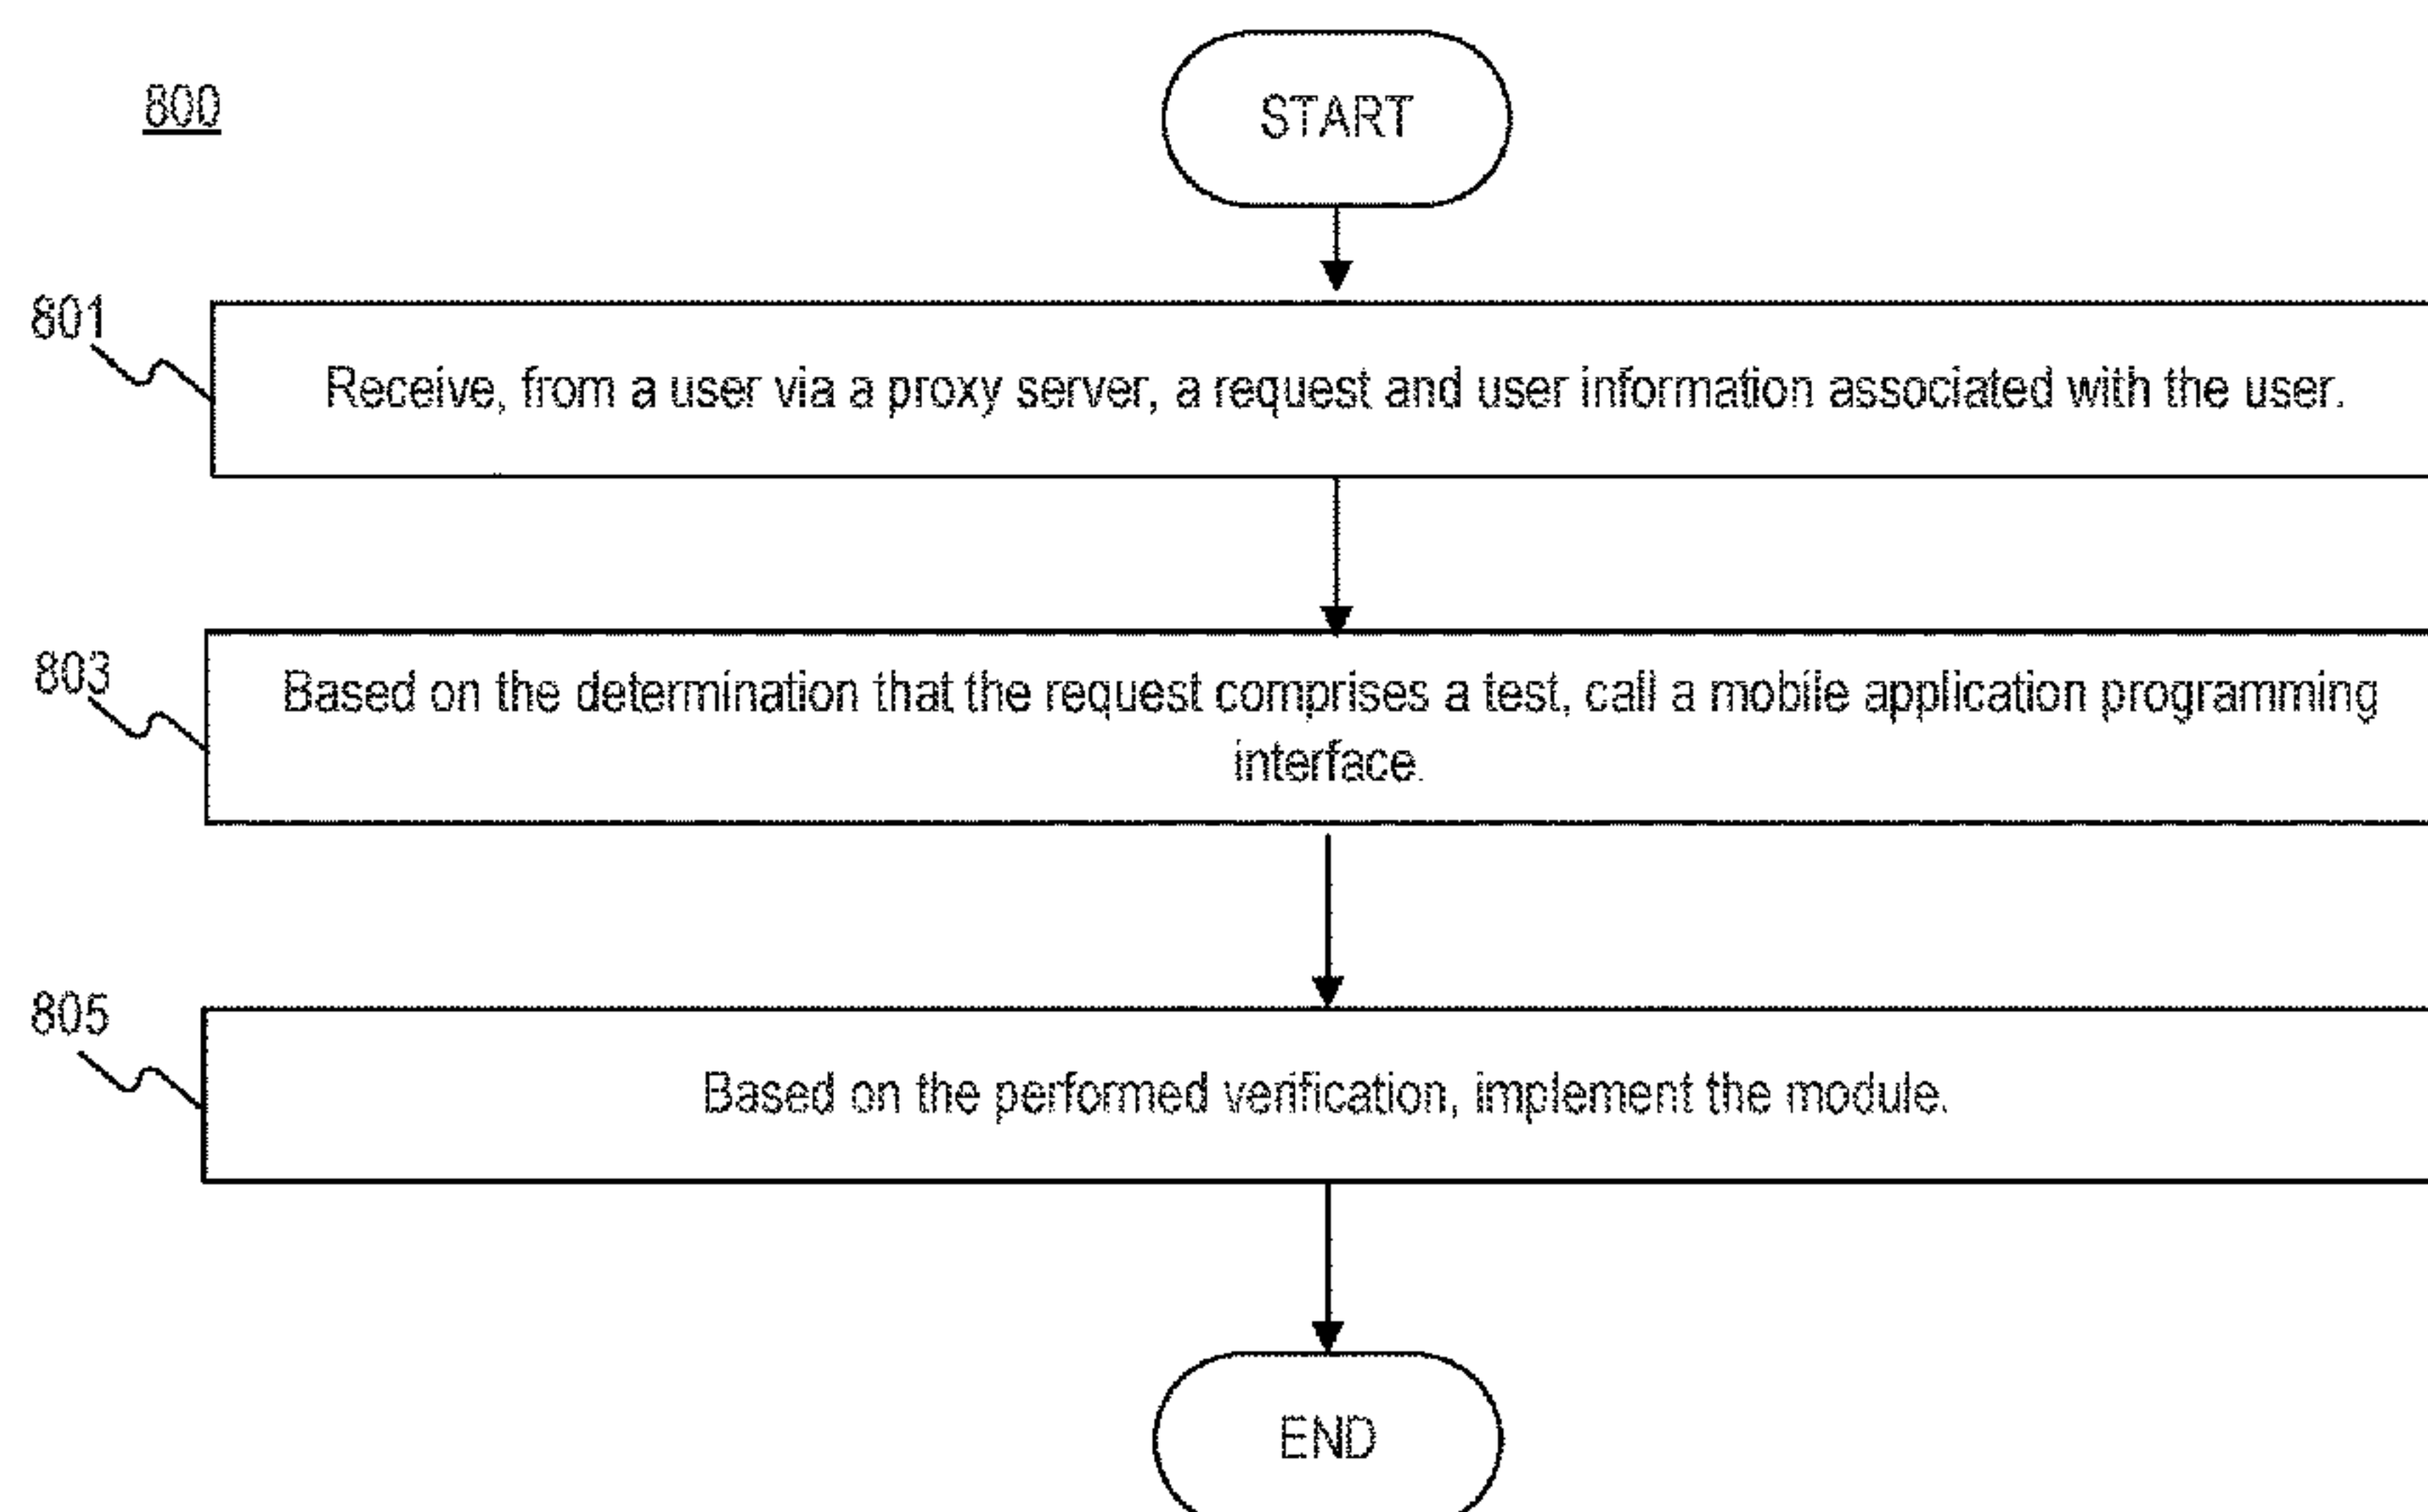 800
START
801
Receive, from a user via a proxy server, a request and user information associated with the user.
803
Based on the determination that the request comprises a test, call a mobile application programming
interface.
805
Based on the performed verification, implement the module.
END